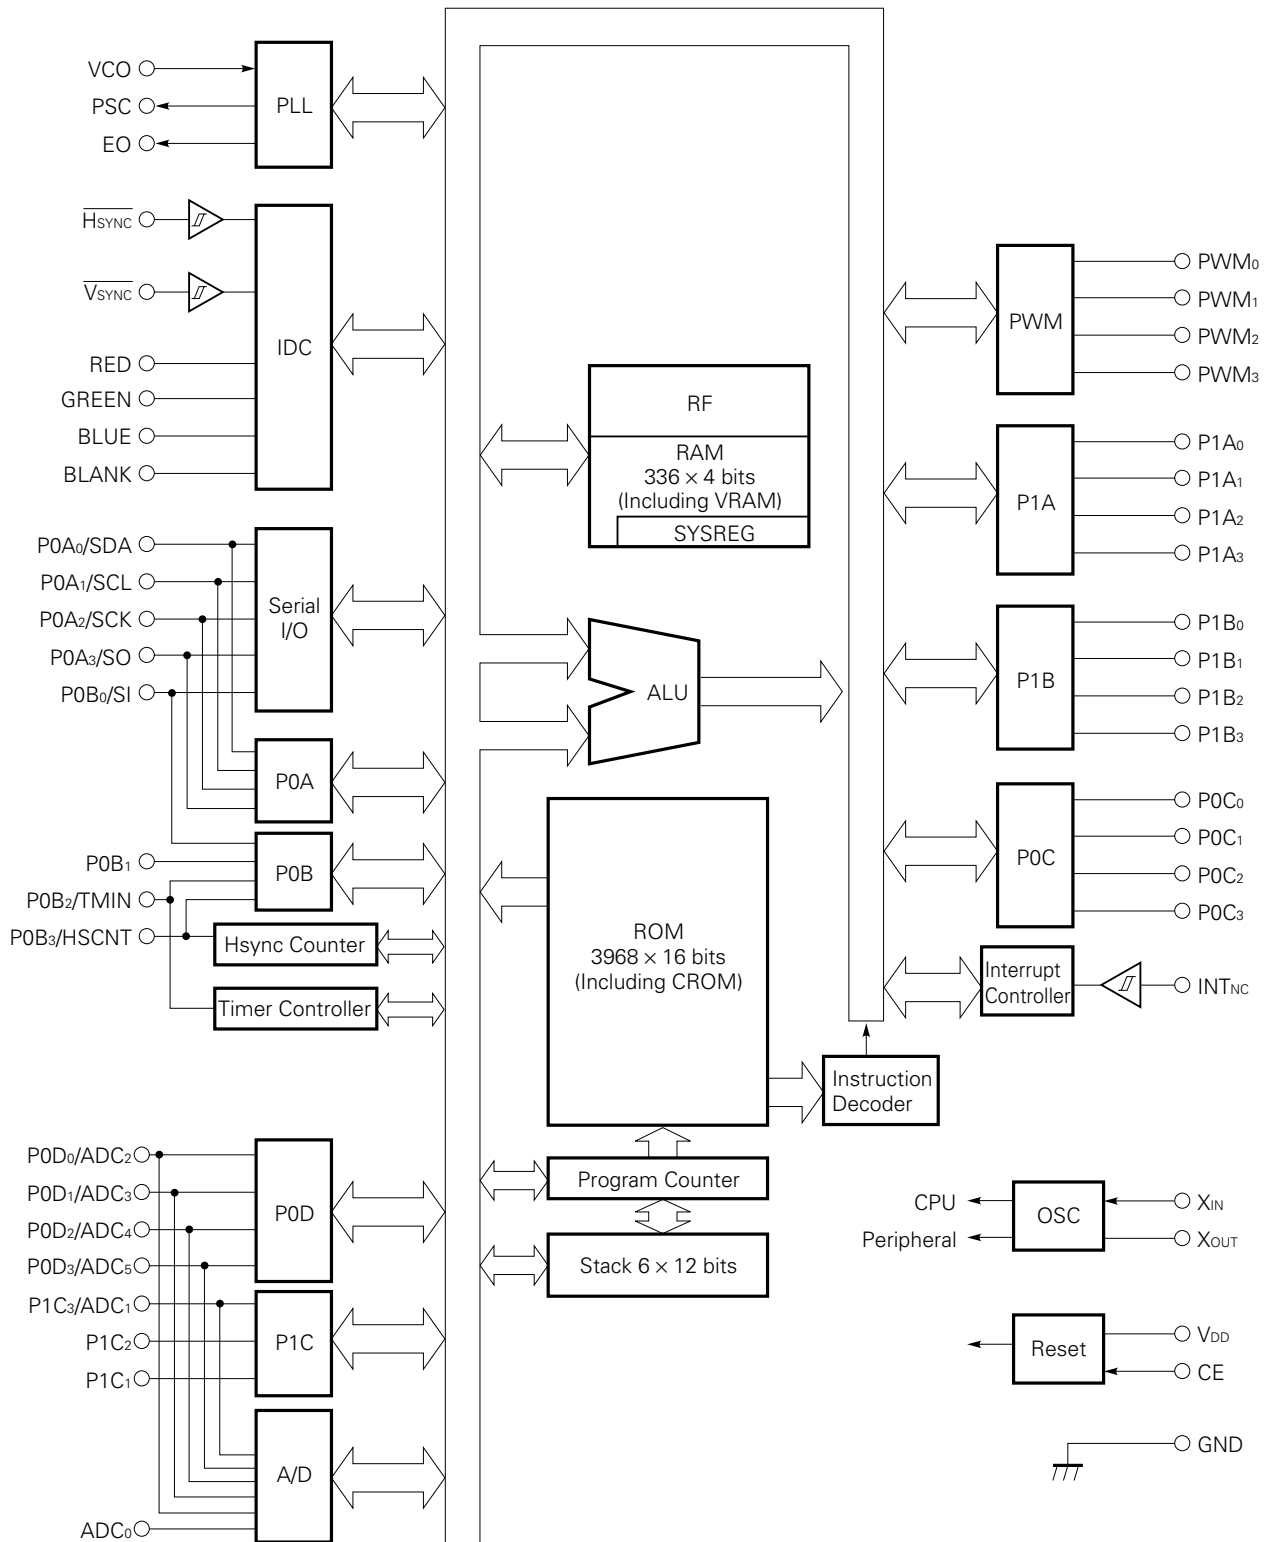 VCO
PSC
EO
PLL
HSYNC
VSYNC
RED
GREEN
BLUE
BLANK
IDC
P0A0/SDA
P0A1/SCL
P0A2/SCK
P0A3/SO
P0B0/SI
Serial
I/O
P0A
P0B1
P0B2/TMIN
P0B3/HSCNT
P0B
Hsync Counter
Timer Controller
P0D0/ADC2
P0D1/ADC3
P0D2/ADC4
P0D3/ADC5
P1C3/ADC1
P1C2
P1C1
ADC0
P0D
P1C
A/D
RF
RAM
336 × 4 bits
(Including VRAM)
SYSREG
ALU
ROM
3968 × 16 bits
(Including CROM)
Instruction
Decoder
Program Counter
Stack 6 × 12 bits
PWM
PWM0
PWM1
PWM2
PWM3
P1A
P1A0
P1A1
P1A2
P1A3
P1B
P1B0
P1B1
P1B2
P1B3
P0C
P0C0
P0C1
P0C2
P0C3
Interrupt
Controller
INTNC
CPU
Peripheral
OSC
XIN
XOUT
Reset
VDD
CE
GND